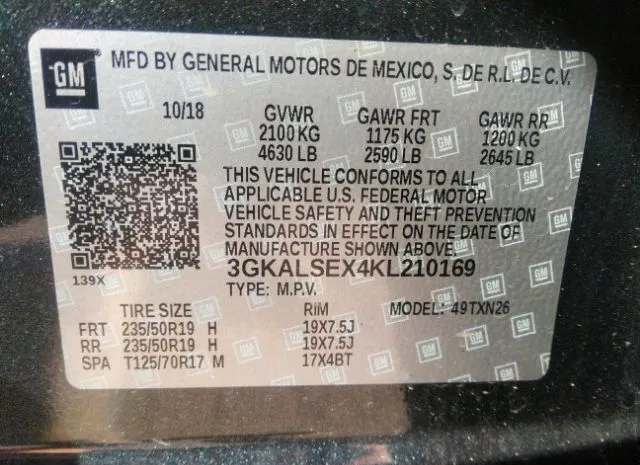 GM
MFD BY GENERAL MOTORS DE MEXICO, S. DE R.L. DE C.V.
10/18 GVWR GAWR FRT GAWR RR
2100 KG 1175 KG 1200 KG
4630 LB 2590 LB 2645 LB
THIS VEHICLE CONFORMS TO ALL
APPLICABLE U.S. FEDERAL MOTOR
VEHICLE SAFETY AND THEFT PREVENTION
STANDARDS IN EFFECT ON THE DATE OF
MANUFACTURE SHOWN ABOVE.
139X 3GKALSEX4KL210169
TYPE: M.P.V. MODEL: 49TXN26
TIRE SIZE RIM
FRT 235/50R19 H 19X7.5J
RR 235/50R19 H 19X7.5J
SPA T125/70R17 M 17X4BT